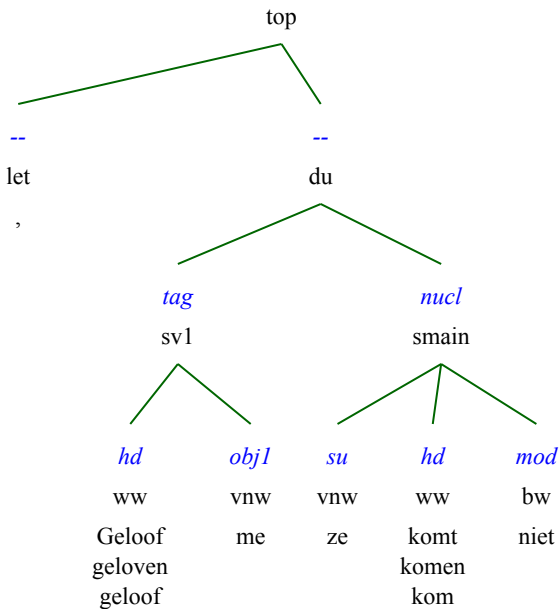 top
-- --
let du
,
tag nucl
sv1 smain
hd obj1 su hd mod
ww vnw vnw ww bw
Geloof me ze komt niet
geloven komen
geloof kom